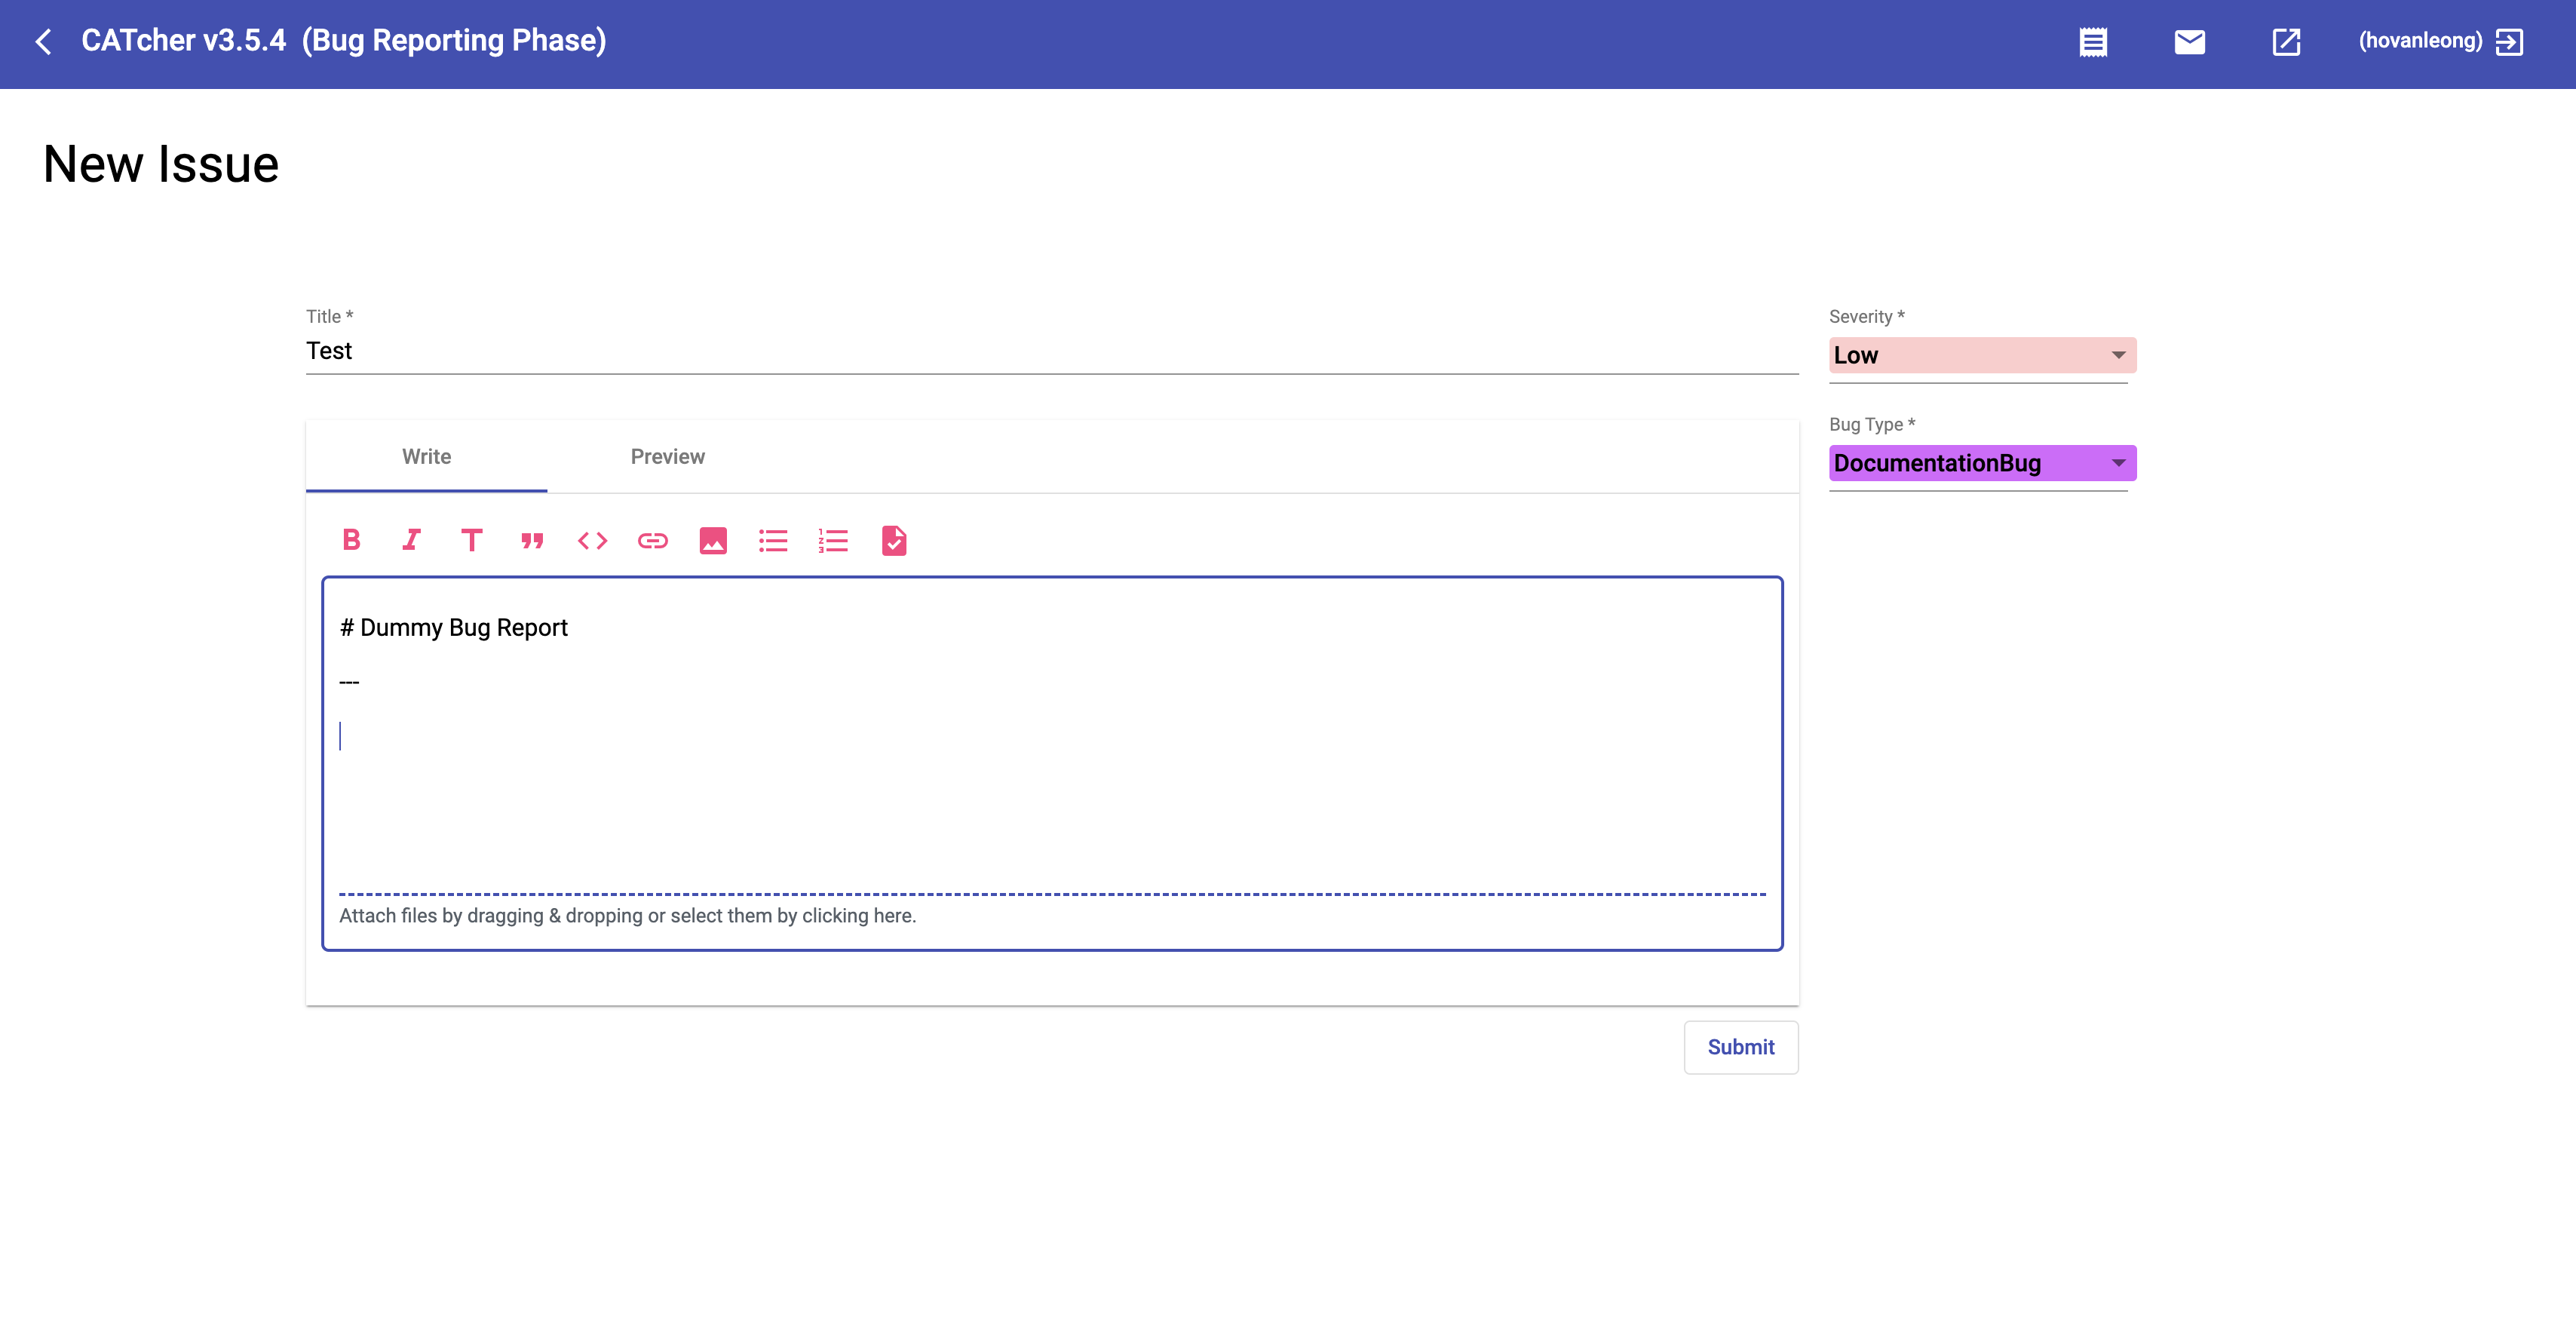 CATcher v3.5.4 (Bug Reporting Phase)
(hovanleong)
New Issue
Title *
Test
Severity *
Low
Bug Type *
DocumentationBug
Write Preview
# Dummy Bug Report
---
Attach files by dragging & dropping or select them by clicking here.
Submit